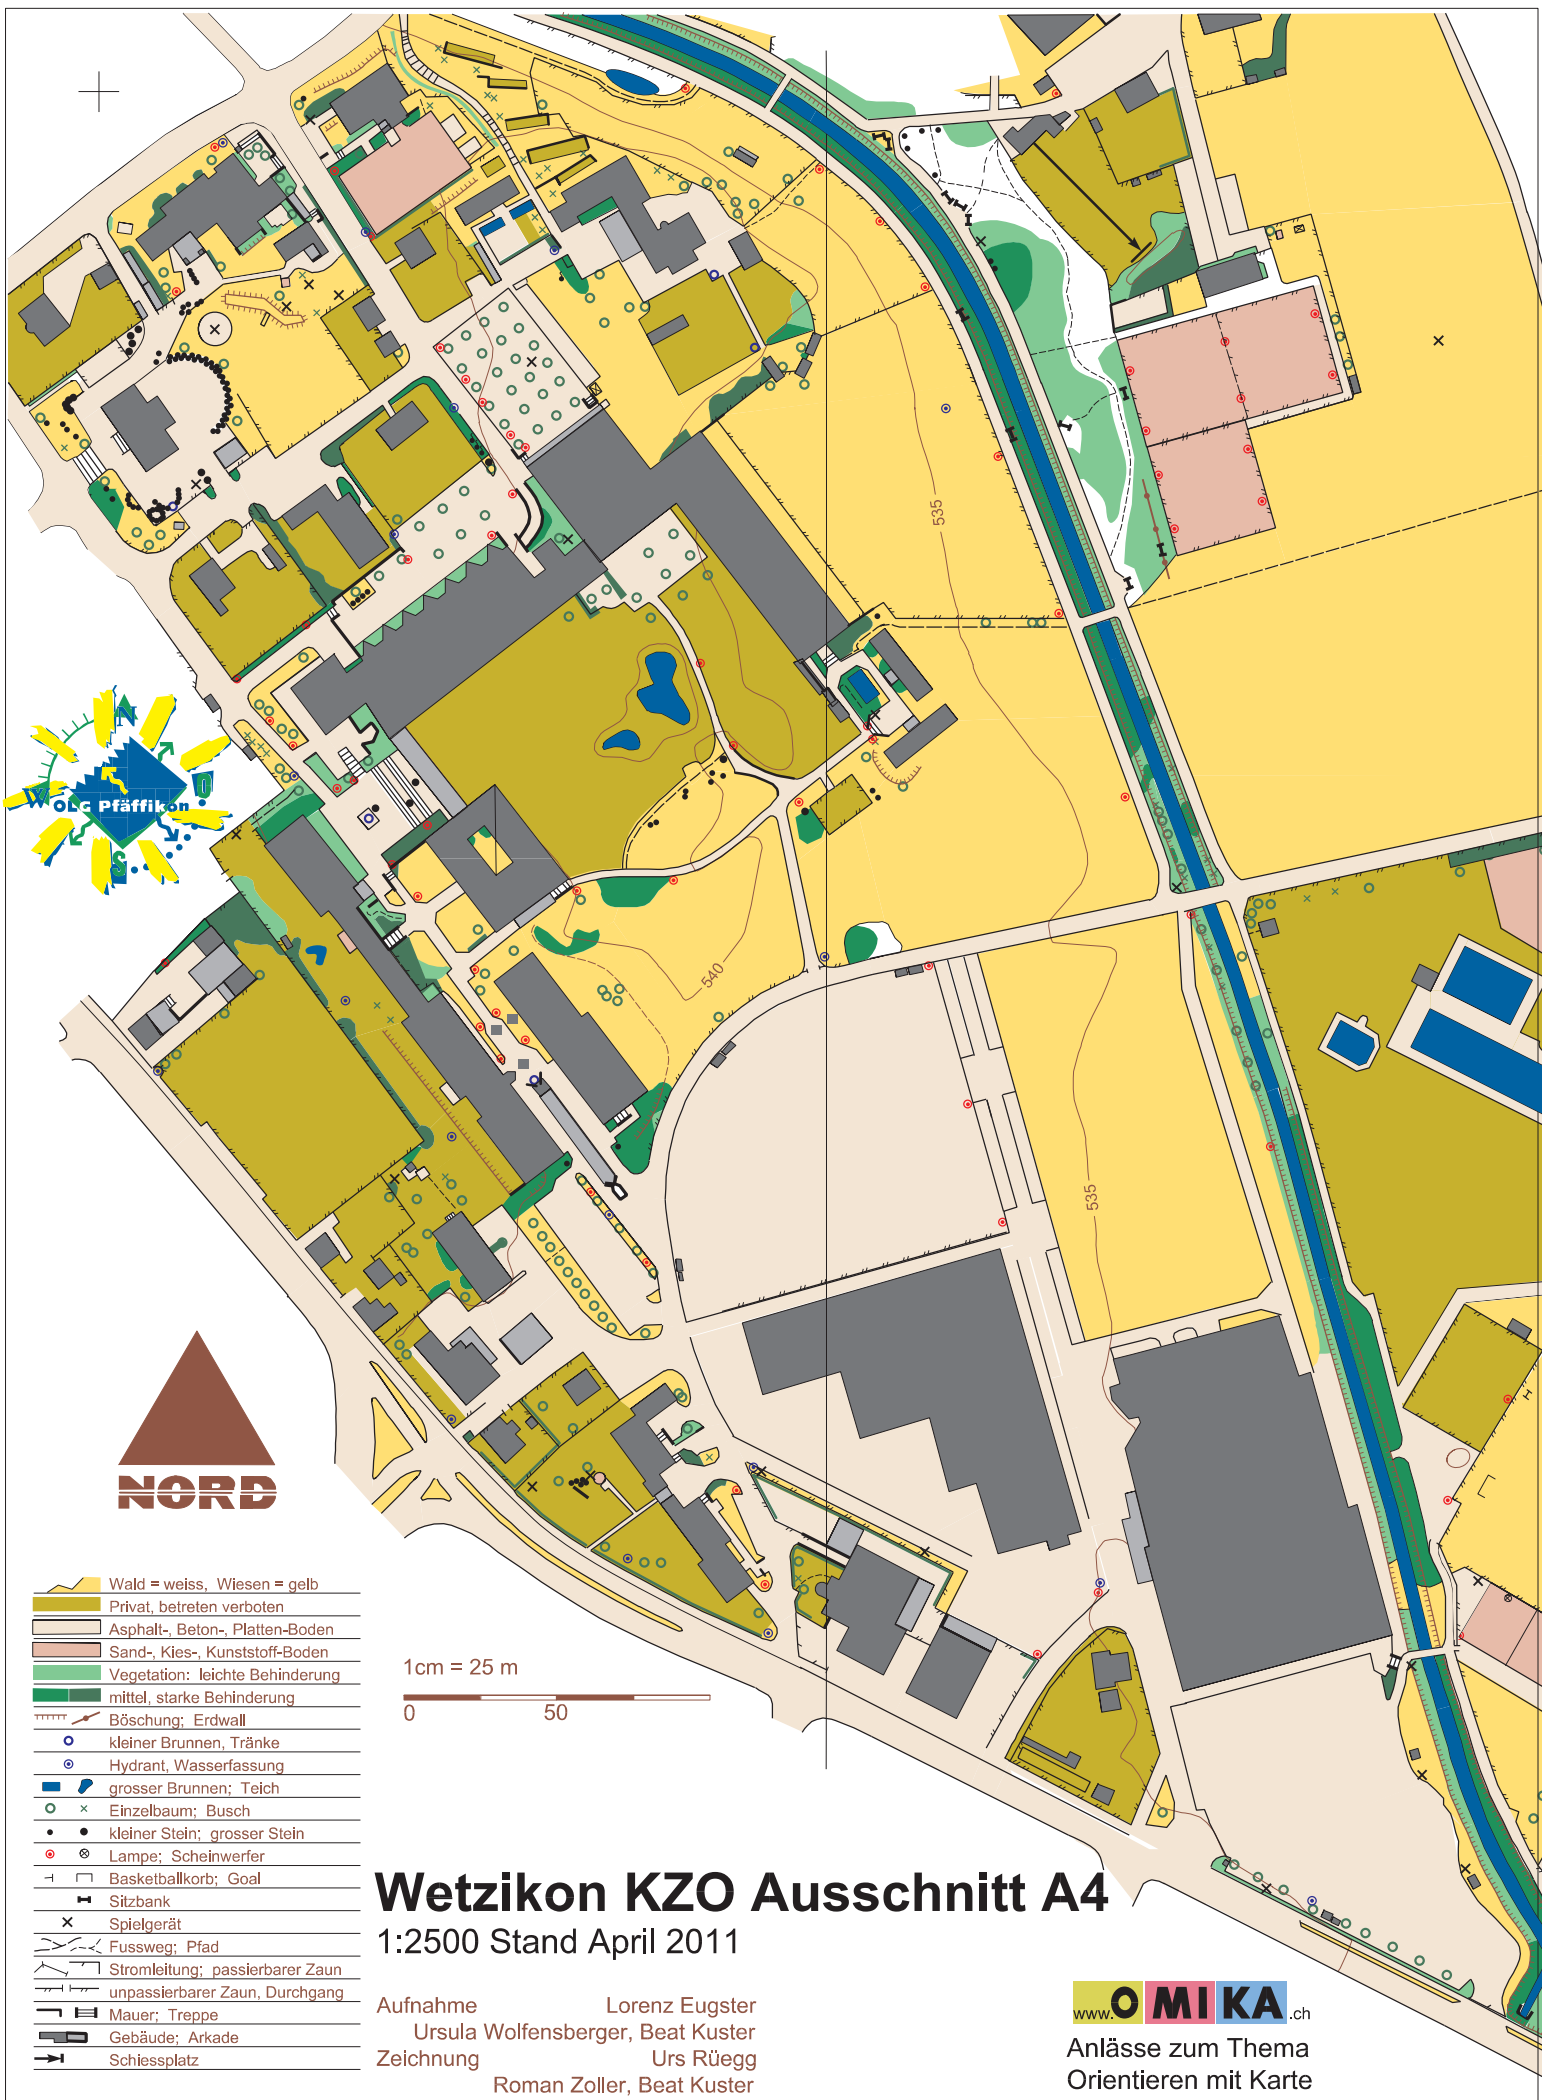 535
540
535
N
W OLG Pfäffikon O
S
NORD
Wald = weiss, Wiesen = gelb
Privat, betreten verboten
Asphalt-, Beton-, Platten-Boden
Sand-, Kies-, Kunststoff-Boden
Vegetation: leichte Behinderung
mittel, starke Behinderung
Böschung; Erdwall
kleiner Brunnen, Tränke
Hydrant, Wasserfassung
grosser Brunnen; Teich
Einzelbaum; Busch
kleiner Stein; grosser Stein
Lampe; Scheinwerfer
Basketballkorb; Goal
Sitzbank
Spielgerät
Fussweg; Pfad
Stromleitung; passierbarer Zaun
unpassierbarer Zaun, Durchgang
Mauer; Treppe
Gebäude; Arkade
Schiessplatz
1cm = 25 m
0 50
Wetzikon KZO Ausschnitt A4
1:2500 Stand April 2011
Aufnahme Lorenz Eugster
Ursula Wolfensberger, Beat Kuster
Zeichnung Urs Rüegg
Roman Zoller, Beat Kuster
www.OMIKA.ch
Anlässe zum Thema
Orientieren mit Karte